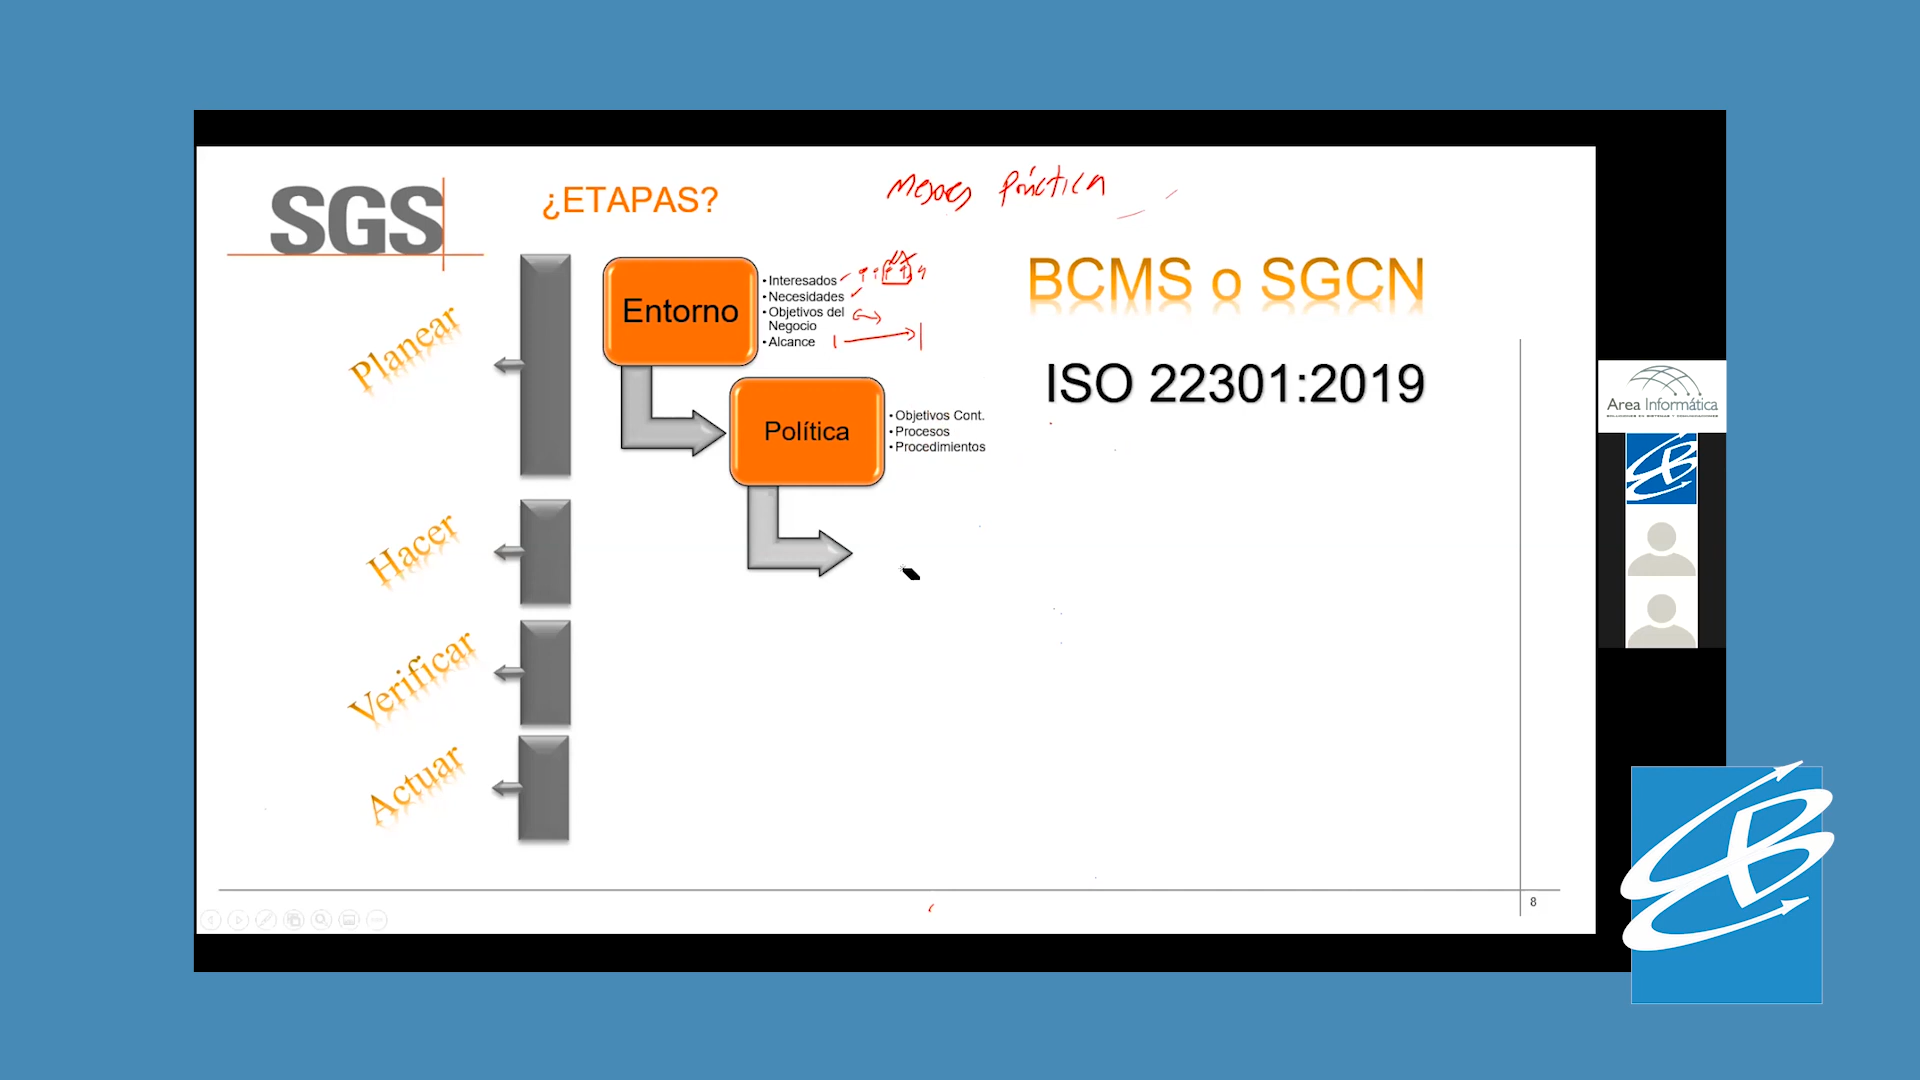 SGS
¿ETAPAS?
Mejores Práctica
BCMS o SGCN
ISO 22301:2019
Planear
Entorno
• Interesados
• Necesidades
• Objetivos del
Negocio
• Alcance
Política
• Objetivos Cont.
• Procesos
• Procedimientos
Hacer
Verificar
Actuar
8
Area Informática